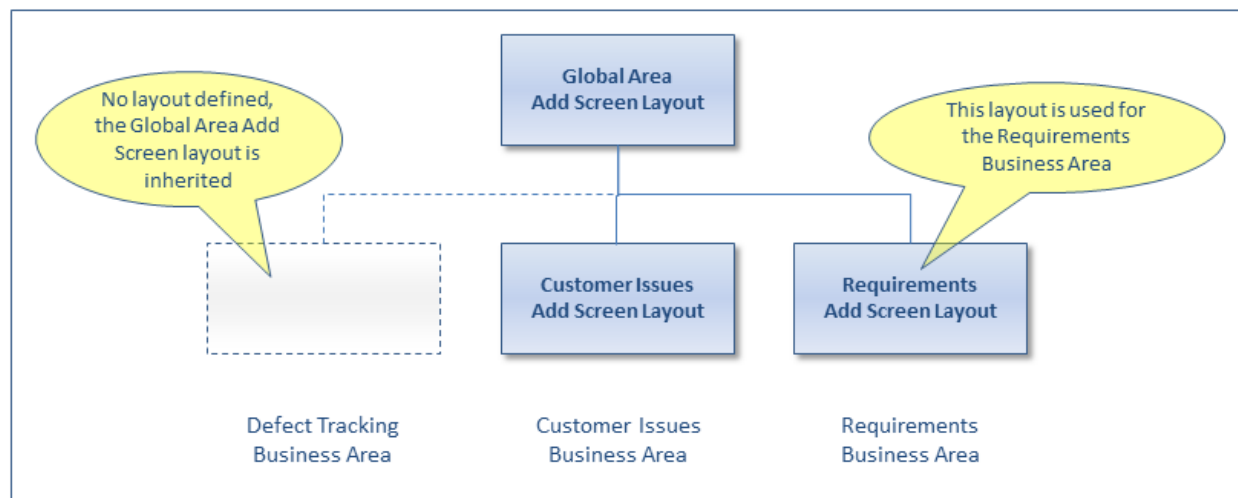 Global Area
Add Screen Layout
No layout defined,
the Global Area Add
Screen layout is
inherited
This layout is used for
the Requirements
Business Area
Customer Issues
Add Screen Layout
Requirements
Add Screen Layout
Defect Tracking
Business Area
Customer Issues
Business Area
Requirements
Business Area